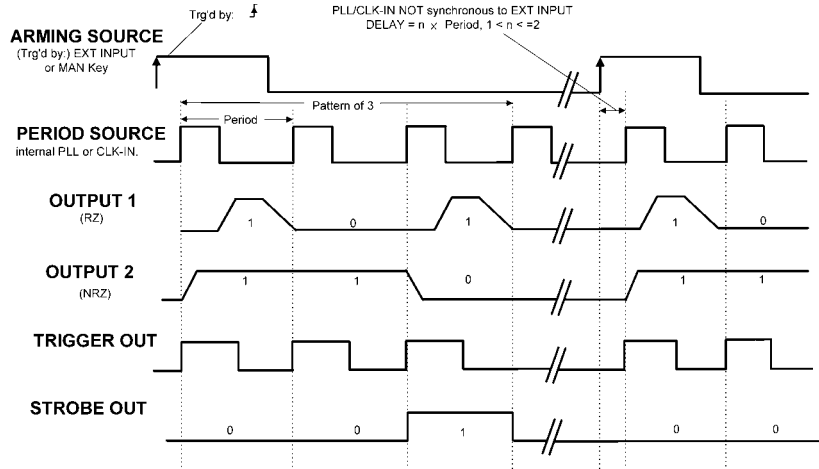 Trg'd by:
PLL/CLK-IN NOT synchronous to EXT INPUT
DELAY = n x Period, 1 < n <=2
ARMING SOURCE
(Trg'd by:) EXT INPUT
or MAN Key
Pattern of 3
Period
PERIOD SOURCE
internal PLL or CLK-IN.
OUTPUT 1
(RZ)
1 0 1 1 0
OUTPUT 2
(NRZ)
1 1 0 1 1
TRIGGER OUT
STROBE OUT
0 0 1 0 0